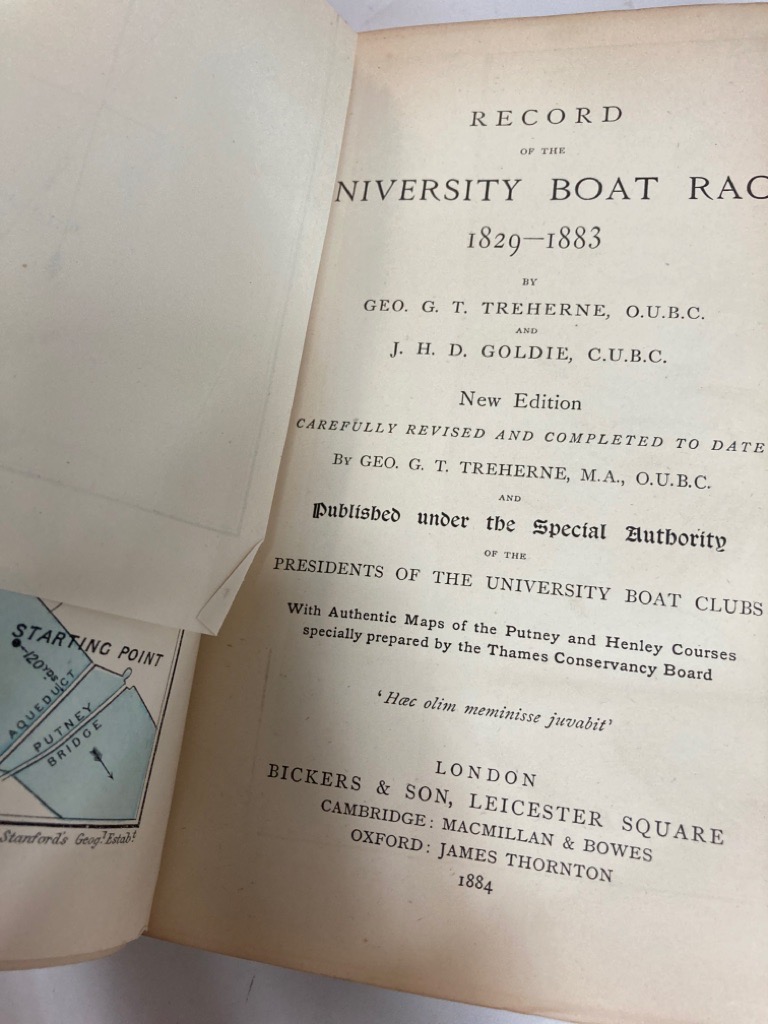 RECORD
OF THE
NIVERSITY BOAT RAC
1829—1883
BY
GEO. G. T. TREHERNE, O.U.B.C.
AND
J. H. D. GOLDIE, C.U.B.C.
New Edition
CAREFULLY REVISED AND COMPLETED TO DATE
By GEO. G. T. TREHERNE, M.A., O.U.B.C.
AND
Published under the Special Authority
OF THE
PRESIDENTS OF THE UNIVERSITY BOAT CLUBS
With Authentic Maps of the Putney and Henley Courses
specially prepared by the Thames Conservancy Board
'Hæc olim meminisse juvabit'
LONDON
BICKERS & SON, LEICESTER SQUARE
CAMBRIDGE: MACMILLAN & BOWES
OXFORD: JAMES THORNTON
1884
STARTING POINT
120 YDS
AQUEDUCT
PUTNEY
BRIDGE
Stanford's Geog.l Estab.t